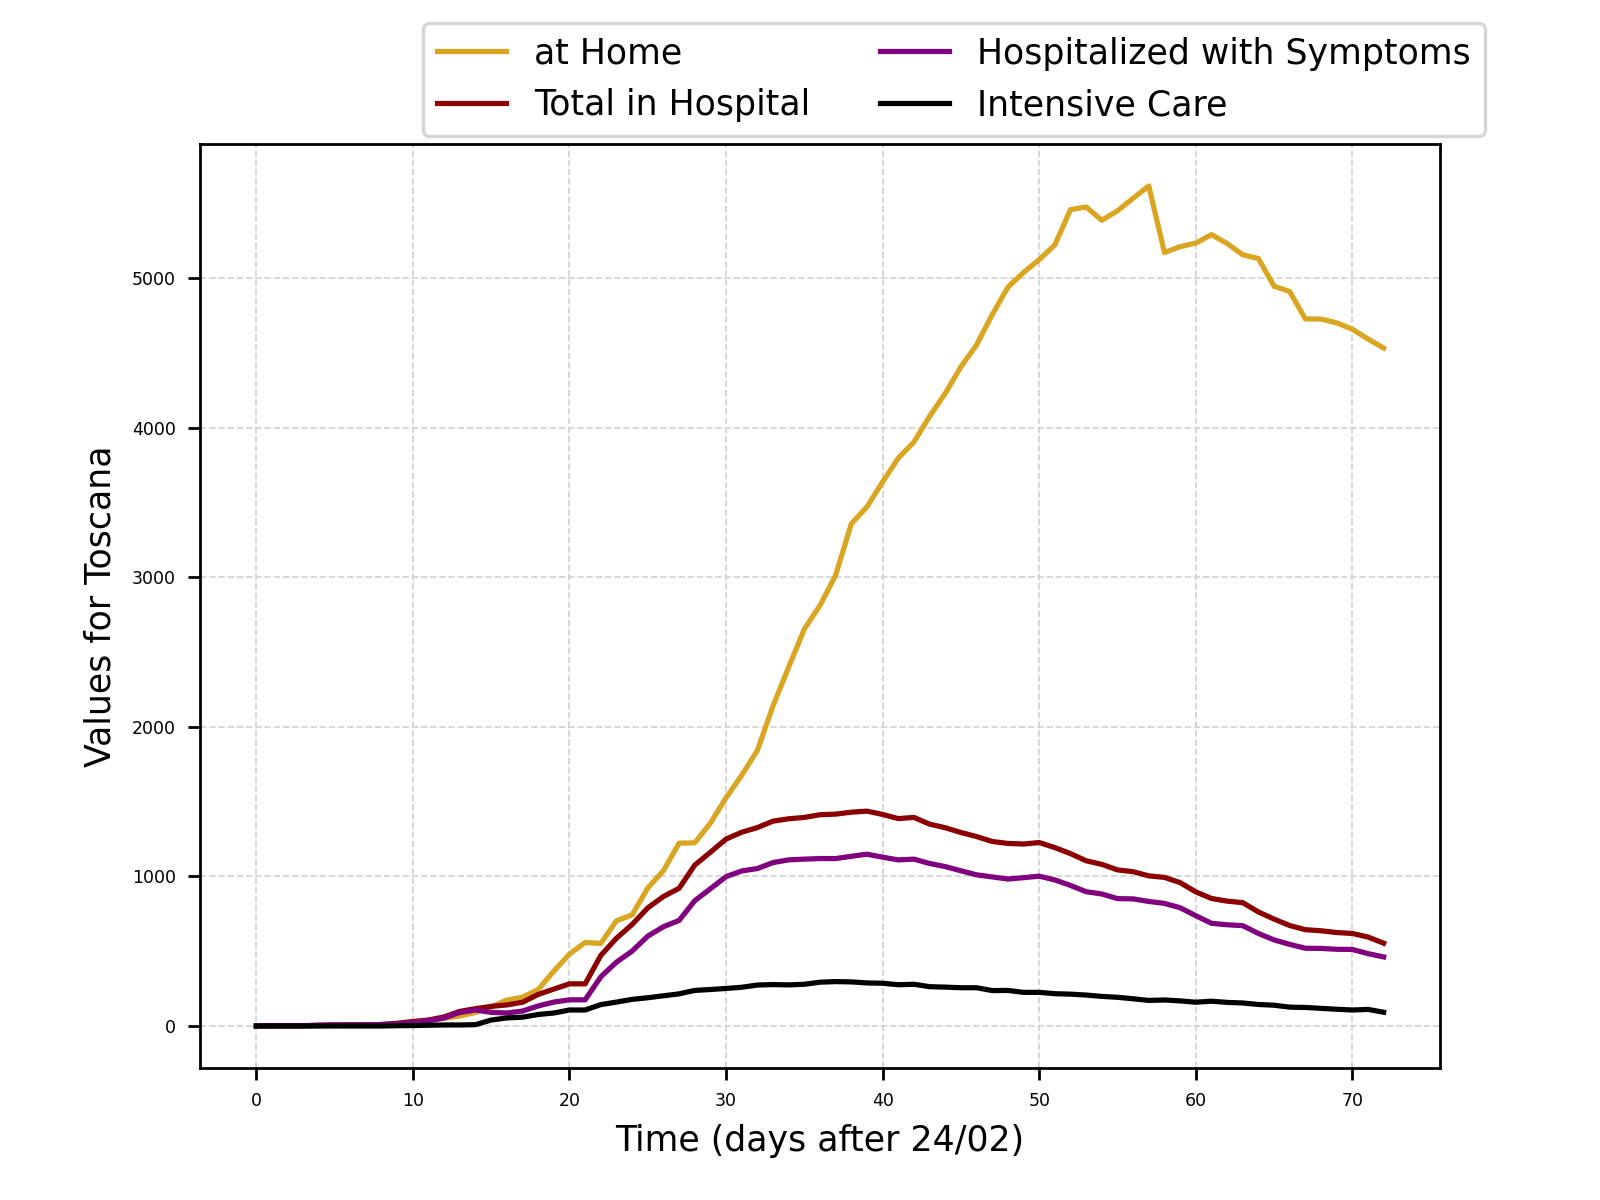 at Home
Total in Hospital
Hospitalized with Symptoms
Intensive Care
Values for Toscana
5000
4000
3000
2000
1000
0
0 10 20 30 40 50 60 70
Time (days after 24/02)